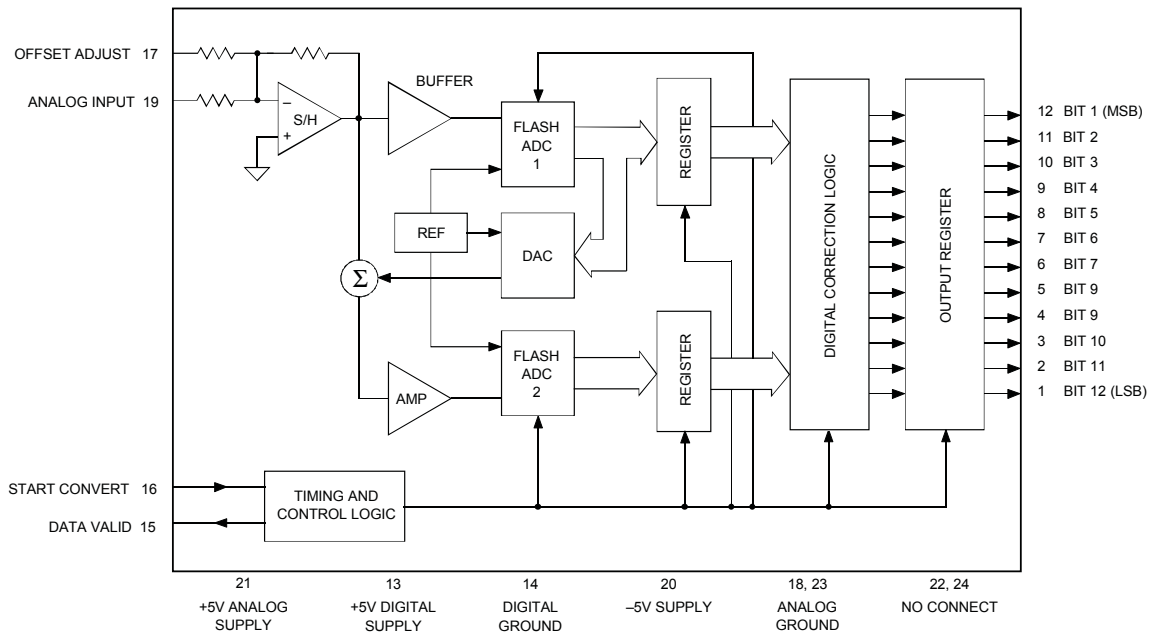 OFFSET ADJUST 17
ANALOG INPUT 19
−
S/H
+
BUFFER
FLASH
ADC
1
REGISTER
REF
DAC
Σ
AMP
FLASH
ADC
2
REGISTER
DIGITAL CORRECTION LOGIC
OUTPUT REGISTER
12 BIT 1 (MSB)
11 BIT 2
10 BIT 3
9 BIT 4
8 BIT 5
7 BIT 6
6 BIT 7
5 BIT 9
4 BIT 9
3 BIT 10
2 BIT 11
1 BIT 12 (LSB)
START CONVERT 16
DATA VALID 15
TIMING AND
CONTROL LOGIC
21
+5V ANALOG
SUPPLY
13
+5V DIGITAL
SUPPLY
14
DIGITAL
GROUND
20
–5V SUPPLY
18, 23
ANALOG
GROUND
22, 24
NO CONNECT